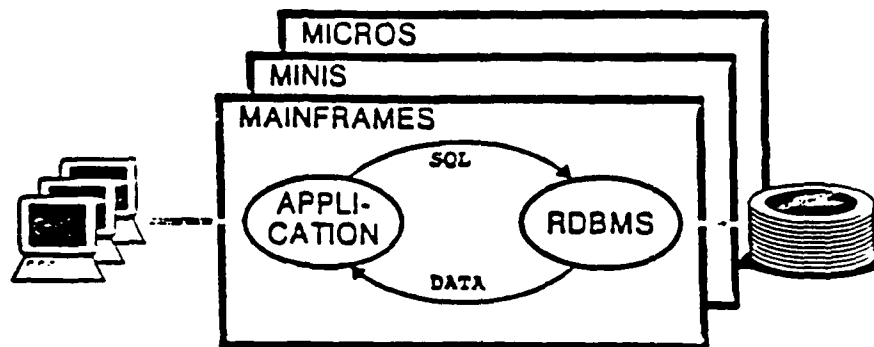 MICROS
MINIS
MAINFRAMES
SQL
APPLI-
CATION
RDBMS
DATA